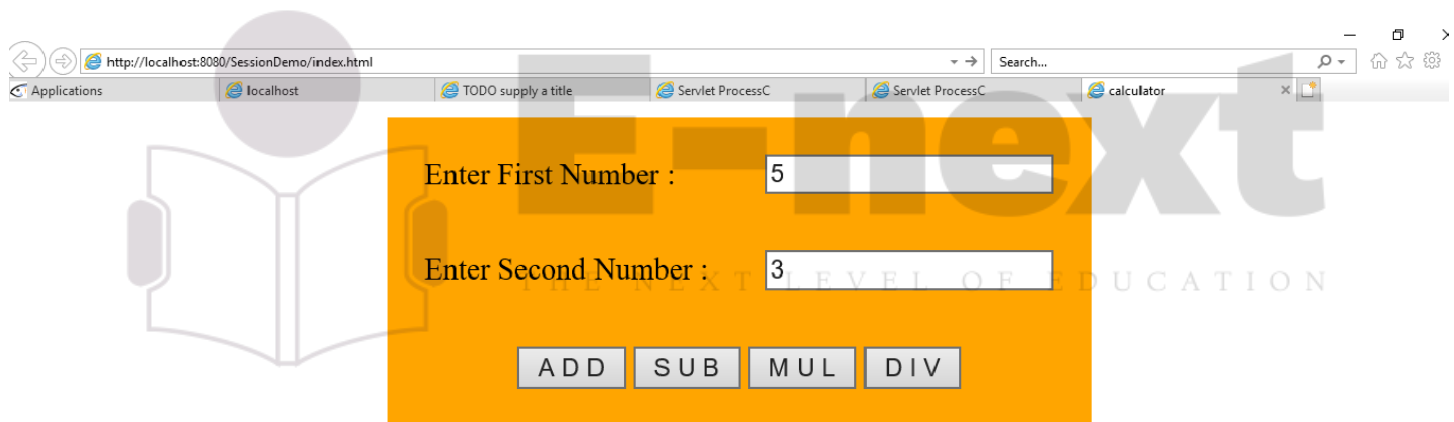 http://localhost:8080/SessionDemo/index.html
Search...
Applications
localhost
TODO supply a title
Servlet ProcessC
Servlet ProcessC
calculator
E-next
Enter First Number :
5
Enter Second Number :
3
THE NEXT LEVEL OF EDUCATION
ADD
SUB
MUL
DIV